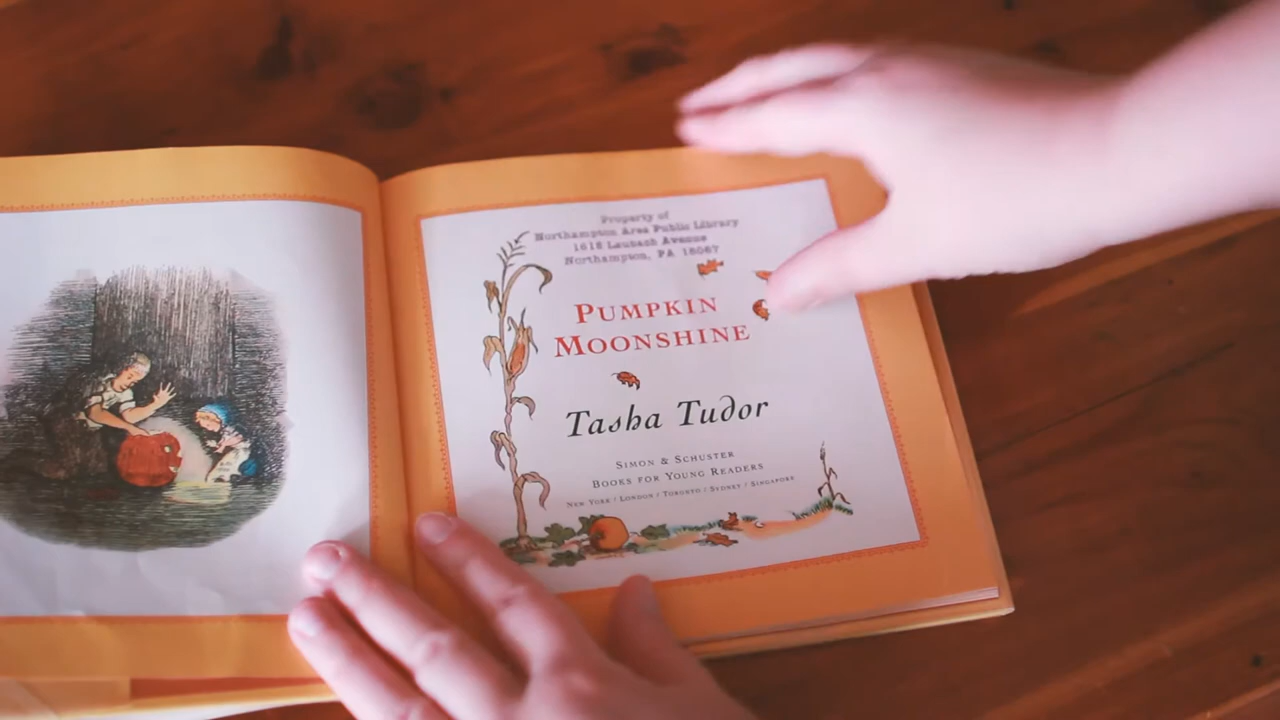 Property of
Northampton Area Public Library
1618 Laubach Avenue
Northampton, PA 18067
PUMPKIN
MOONSHINE
Tasha Tudor
SIMON & SCHUSTER
BOOKS FOR YOUNG READERS
NEW YORK / LONDON / TORONTO / SYDNEY / SINGAPORE